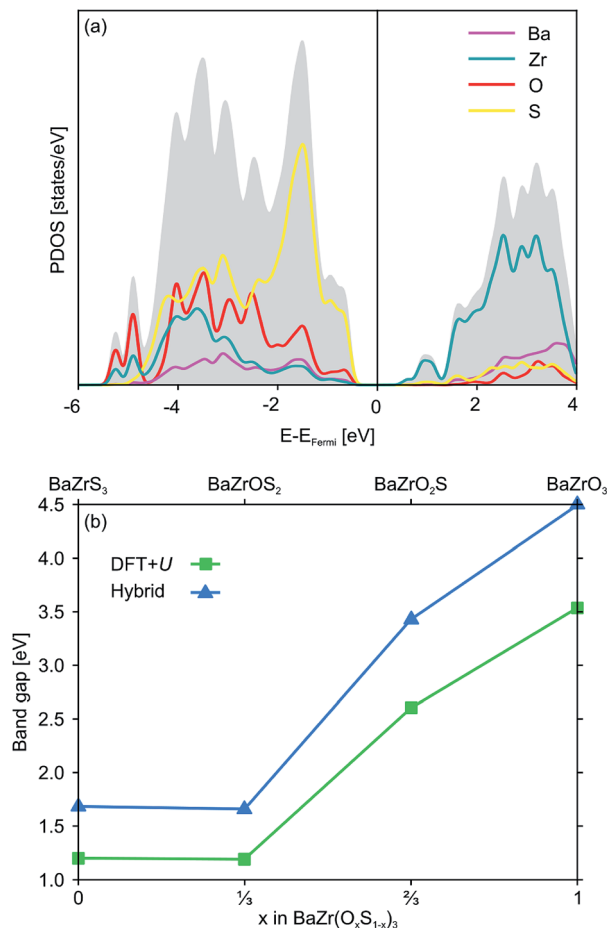 (a)
Ba
Zr
O
S
PDOS [states/eV]
-6 -4 -2 0 2 4
E-E_Fermi [eV]
BaZrS₃ BaZrOS₂ BaZrO₂S BaZrO₃
(b)
DFT+U
Hybrid
Band gap [eV]
4.5
4.0
3.5
3.0
2.5
2.0
1.5
1.0
0 ⅓ ⅔ 1
x in BaZr(OₓS₁₋ₓ)₃